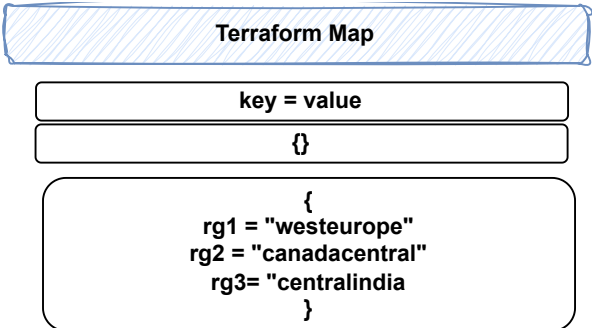 Terraform Map
key = value
{}
{
rg1 = "westeurope"
rg2 = "canadacentral"
rg3= "centralindia
}